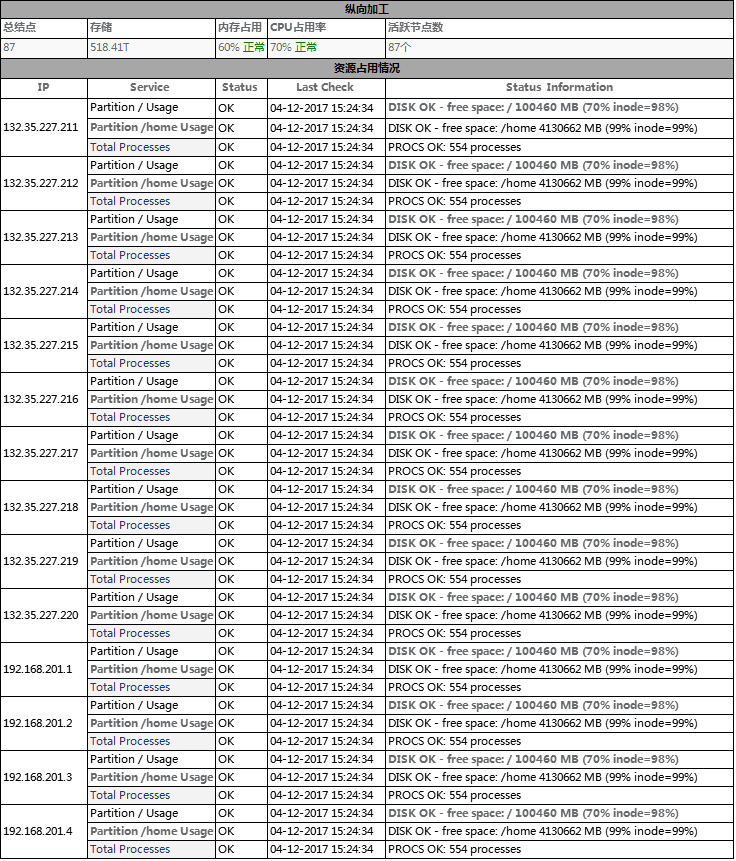 纵向加工
总结点 存储 内存占用 CPU占用率 活跃节点数
87 518.41T 60% 正常 70% 正常 87个
资源占用情况
IP Service Status Last Check Status Information
132.35.227.211 Partition / Usage OK 04-12-2017 15:24:34 DISK OK - free space: / 100460 MB (70% inode=98%)
Partition /home Usage OK 04-12-2017 15:24:34 DISK OK - free space: /home 4130662 MB (99% inode=99%)
Total Processes OK 04-12-2017 15:24:34 PROCS OK: 554 processes
132.35.227.212 Partition / Usage OK 04-12-2017 15:24:34 DISK OK - free space: / 100460 MB (70% inode=98%)
Partition /home Usage OK 04-12-2017 15:24:34 DISK OK - free space: /home 4130662 MB (99% inode=99%)
Total Processes OK 04-12-2017 15:24:34 PROCS OK: 554 processes
132.35.227.213 Partition / Usage OK 04-12-2017 15:24:34 DISK OK - free space: / 100460 MB (70% inode=98%)
Partition /home Usage OK 04-12-2017 15:24:34 DISK OK - free space: /home 4130662 MB (99% inode=99%)
Total Processes OK 04-12-2017 15:24:34 PROCS OK: 554 processes
132.35.227.214 Partition / Usage OK 04-12-2017 15:24:34 DISK OK - free space: / 100460 MB (70% inode=98%)
Partition /home Usage OK 04-12-2017 15:24:34 DISK OK - free space: /home 4130662 MB (99% inode=99%)
Total Processes OK 04-12-2017 15:24:34 PROCS OK: 554 processes
132.35.227.215 Partition / Usage OK 04-12-2017 15:24:34 DISK OK - free space: / 100460 MB (70% inode=98%)
Partition /home Usage OK 04-12-2017 15:24:34 DISK OK - free space: /home 4130662 MB (99% inode=99%)
Total Processes OK 04-12-2017 15:24:34 PROCS OK: 554 processes
132.35.227.216 Partition / Usage OK 04-12-2017 15:24:34 DISK OK - free space: / 100460 MB (70% inode=98%)
Partition /home Usage OK 04-12-2017 15:24:34 DISK OK - free space: /home 4130662 MB (99% inode=99%)
Total Processes OK 04-12-2017 15:24:34 PROCS OK: 554 processes
132.35.227.217 Partition / Usage OK 04-12-2017 15:24:34 DISK OK - free space: / 100460 MB (70% inode=98%)
Partition /home Usage OK 04-12-2017 15:24:34 DISK OK - free space: /home 4130662 MB (99% inode=99%)
Total Processes OK 04-12-2017 15:24:34 PROCS OK: 554 processes
132.35.227.218 Partition / Usage OK 04-12-2017 15:24:34 DISK OK - free space: / 100460 MB (70% inode=98%)
Partition /home Usage OK 04-12-2017 15:24:34 DISK OK - free space: /home 4130662 MB (99% inode=99%)
Total Processes OK 04-12-2017 15:24:34 PROCS OK: 554 processes
132.35.227.219 Partition / Usage OK 04-12-2017 15:24:34 DISK OK - free space: / 100460 MB (70% inode=98%)
Partition /home Usage OK 04-12-2017 15:24:34 DISK OK - free space: /home 4130662 MB (99% inode=99%)
Total Processes OK 04-12-2017 15:24:34 PROCS OK: 554 processes
132.35.227.220 Partition / Usage OK 04-12-2017 15:24:34 DISK OK - free space: / 100460 MB (70% inode=98%)
Partition /home Usage OK 04-12-2017 15:24:34 DISK OK - free space: /home 4130662 MB (99% inode=99%)
Total Processes OK 04-12-2017 15:24:34 PROCS OK: 554 processes
192.168.201.1 Partition / Usage OK 04-12-2017 15:24:34 DISK OK - free space: / 100460 MB (70% inode=98%)
Partition /home Usage OK 04-12-2017 15:24:34 DISK OK - free space: /home 4130662 MB (99% inode=99%)
Total Processes OK 04-12-2017 15:24:34 PROCS OK: 554 processes
192.168.201.2 Partition / Usage OK 04-12-2017 15:24:34 DISK OK - free space: / 100460 MB (70% inode=98%)
Partition /home Usage OK 04-12-2017 15:24:34 DISK OK - free space: /home 4130662 MB (99% inode=99%)
Total Processes OK 04-12-2017 15:24:34 PROCS OK: 554 processes
192.168.201.3 Partition / Usage OK 04-12-2017 15:24:34 DISK OK - free space: / 100460 MB (70% inode=98%)
Partition /home Usage OK 04-12-2017 15:24:34 DISK OK - free space: /home 4130662 MB (99% inode=99%)
Total Processes OK 04-12-2017 15:24:34 PROCS OK: 554 processes
192.168.201.4 Partition / Usage OK 04-12-2017 15:24:34 DISK OK - free space: / 100460 MB (70% inode=98%)
Partition /home Usage OK 04-12-2017 15:24:34 DISK OK - free space: /home 4130662 MB (99% inode=99%)
Total Processes OK 04-12-2017 15:24:34 PROCS OK: 554 processes